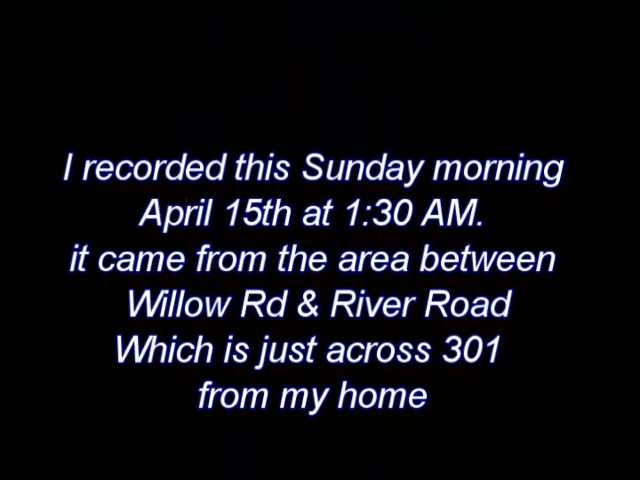 I recorded this Sunday morning
April 15th at 1:30 AM.
it came from the area between
Willow Rd & River Road
Which is just across 301
from my home